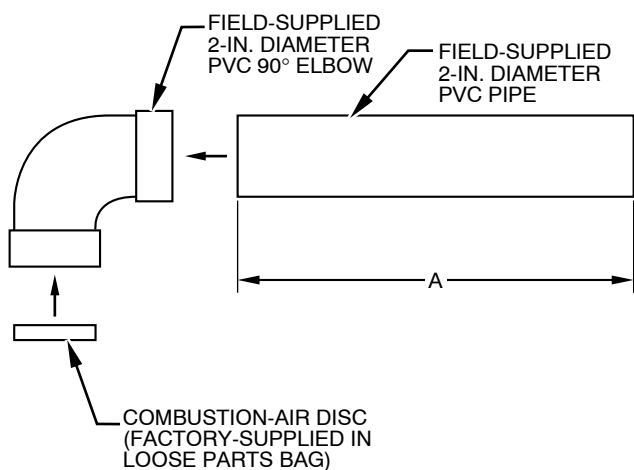 FIELD-SUPPLIED
2-IN. DIAMETER
PVC 90° ELBOW
FIELD-SUPPLIED
2-IN. DIAMETER
PVC PIPE
A
COMBUSTION-AIR DISC
(FACTORY-SUPPLIED IN
LOOSE PARTS BAG)